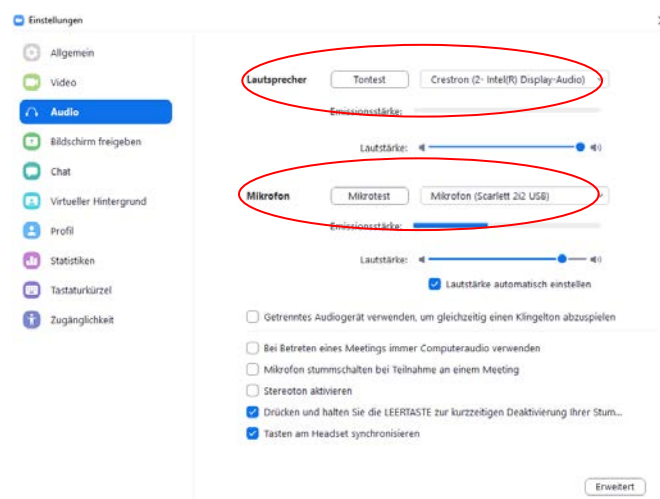 Einstellungen
Allgemein
Video
Audio
Bildschirm freigeben
Chat
Virtueller Hintergrund
Profil
Statistiken
Tastaturkürzel
Zugänglichkeit
Lautsprecher Tontest Crestron (2- Intel(R) Display-Audio)
Emissionsstärke:
Lautstärke:
Mikrofon Mikrotest Mikrofon (Scarlett 2i2 USB)
Emissionsstärke:
Lautstärke:
Lautstärke automatisch einstellen
Getrenntes Audiogerät verwenden, um gleichzeitig einen Klingelton abzuspielen
Bei Betreten eines Meetings immer Computeraudio verwenden
Mikrofon stummschalten bei Teilnahme an einem Meeting
Stereoton aktivieren
Drücken und halten Sie die LEERTASTE zur kurzzeitigen Deaktivierung Ihrer Stum...
Tasten am Headset synchronisieren
Erweitert